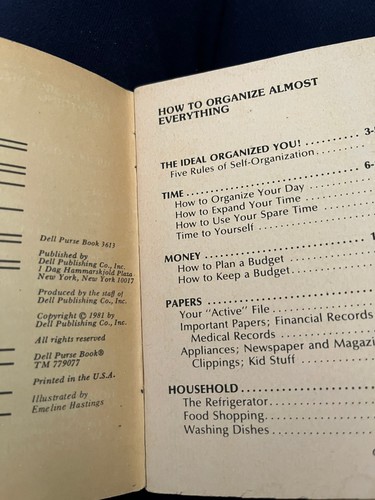 Dell Purse Book 3613
Published by
Dell Publishing Co., Inc.
1 Dag Hammarskjold Plaza
New York, New York 10017
Produced by the staff of
Dell Publishing Co., Inc.
Copyright © 1981 by
Dell Publishing Co., Inc.
All rights reserved
Dell Purse Book®
TM 779077
Printed in the U.S.A.
Illustrated by
Emeline Hastings
HOW TO ORGANIZE ALMOST
EVERYTHING
THE IDEAL ORGANIZED YOU! .......... 3-
Five Rules of Self-Organization..........
TIME .......... 6-
How to Organize Your Day ..........
How to Expand Your Time ..........
How to Use Your Spare Time ..........
Time to Yourself ..........
MONEY .......... 1
How to Plan a Budget ..........
How to Keep a Budget ..........
PAPERS ..........
Your "Active" File ..........
Important Papers; Financial Records
Medical Records ..........
Appliances; Newspaper and Magazi
Clippings; Kid Stuff ..........
HOUSEHOLD ..........
The Refrigerator ..........
Food Shopping ..........
Washing Dishes ..........